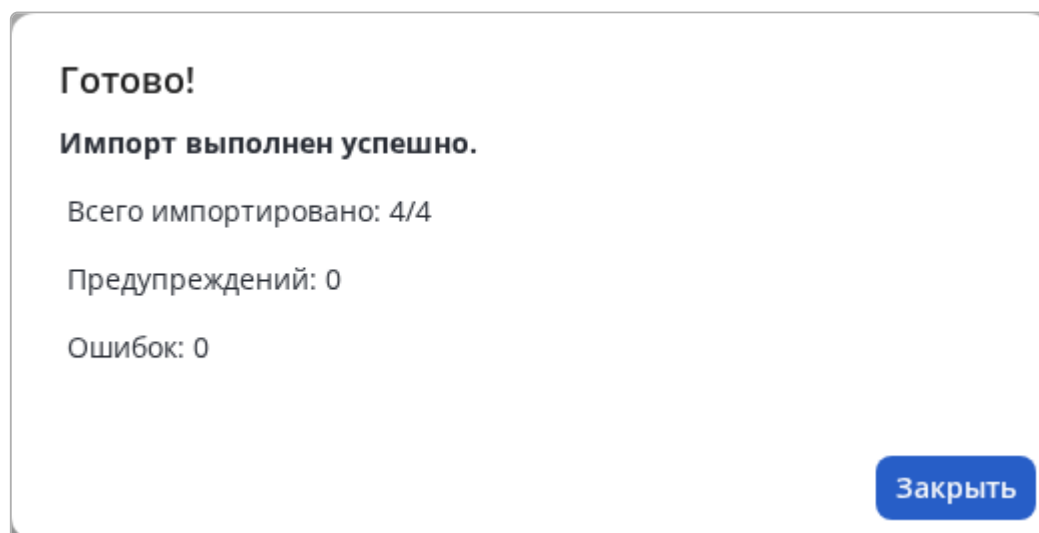 Готово!
Импорт выполнен успешно.
Всего импортировано: 4/4
Предупреждений: 0
Ошибок: 0
Закрыть